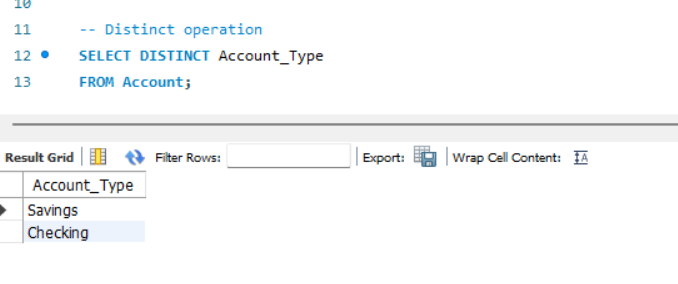 10
11 -- Distinct operation
12 SELECT DISTINCT Account_Type
13 FROM Account;
Result Grid Filter Rows: Export: Wrap Cell Content: IA
Account_Type
Savings
Checking